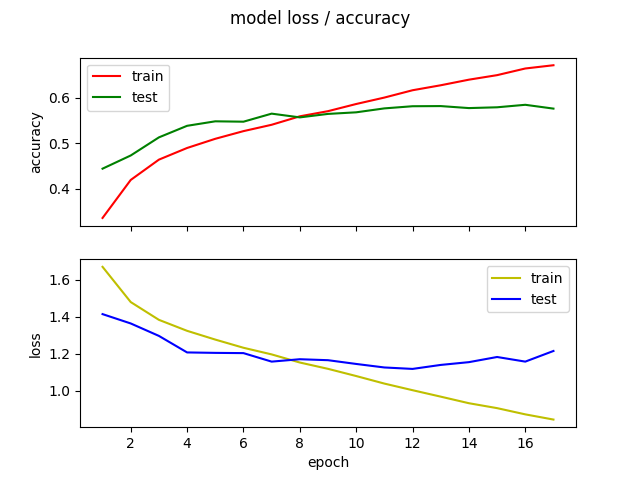 model loss / accuracy
accuracy
0.6
0.5
0.4
train
test
loss
1.6
1.4
1.2
1.0
train
test
2 4 6 8 10 12 14 16
epoch